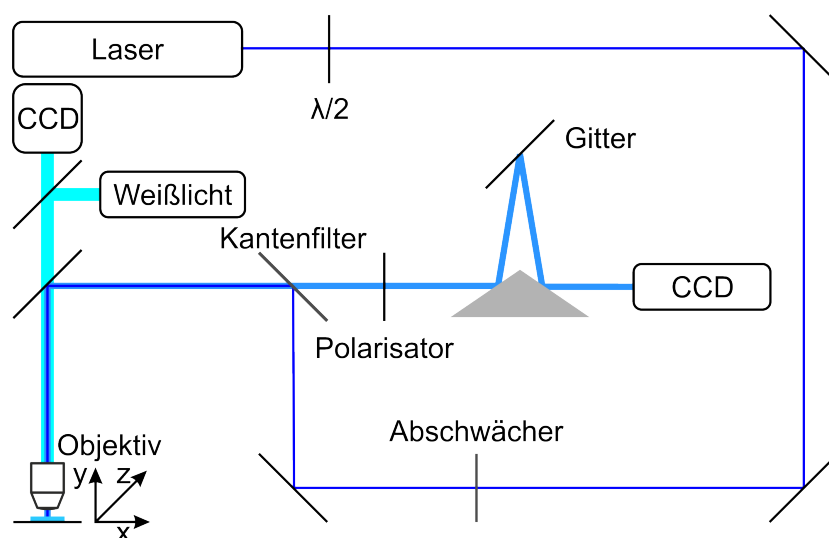 Laser
CCD
λ/2
Gitter
Weißlicht
Kantenfilter
CCD
Polarisator
Abschwächer
Objektiv
y
z
x